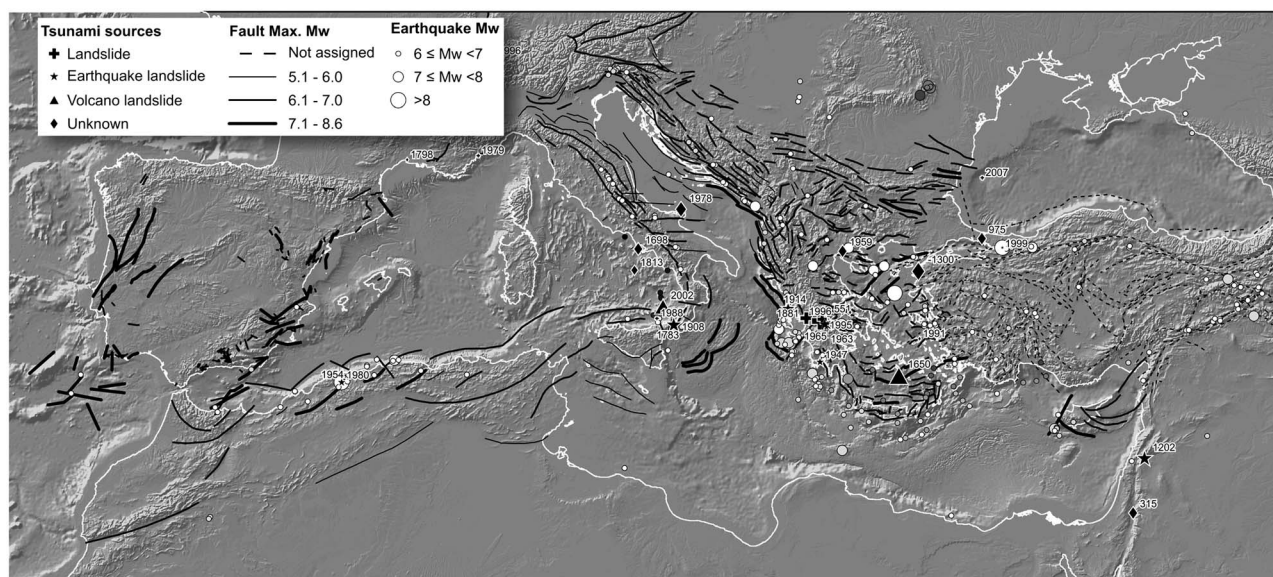 Tsunami sources
Landslide
Earthquake landslide
Volcano landslide
Unknown
Fault Max. Mw
Not assigned
5.1 - 6.0
6.1 - 7.0
7.1 - 8.6
Earthquake Mw
6 ≤ Mw <7
7 ≤ Mw <8
>8
1798
1979
2007
1978
975
1999
1698
1959
-1300
1813
2002
1914
1988
1881
1996
551
1908
1995
1783
1965
1963
1991
1947
1650
1954
1980
1202
315